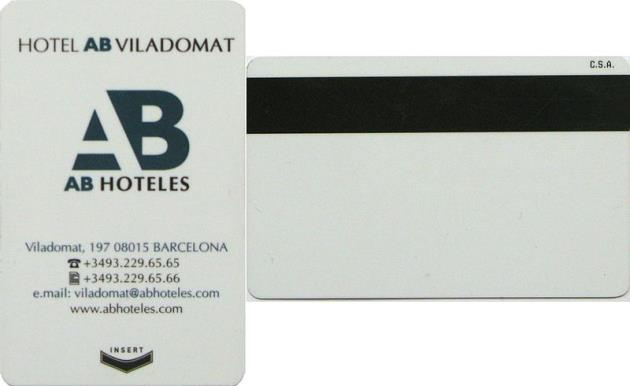 HOTEL AB VILADOMAT
AB
AB HOTELES
Viladomat, 197 08015 BARCELONA
+3493.229.65.65
+3493.229.65.66
e.mail: viladomat@abhoteles.com
www.abhoteles.com
INSERT
C.S.A.